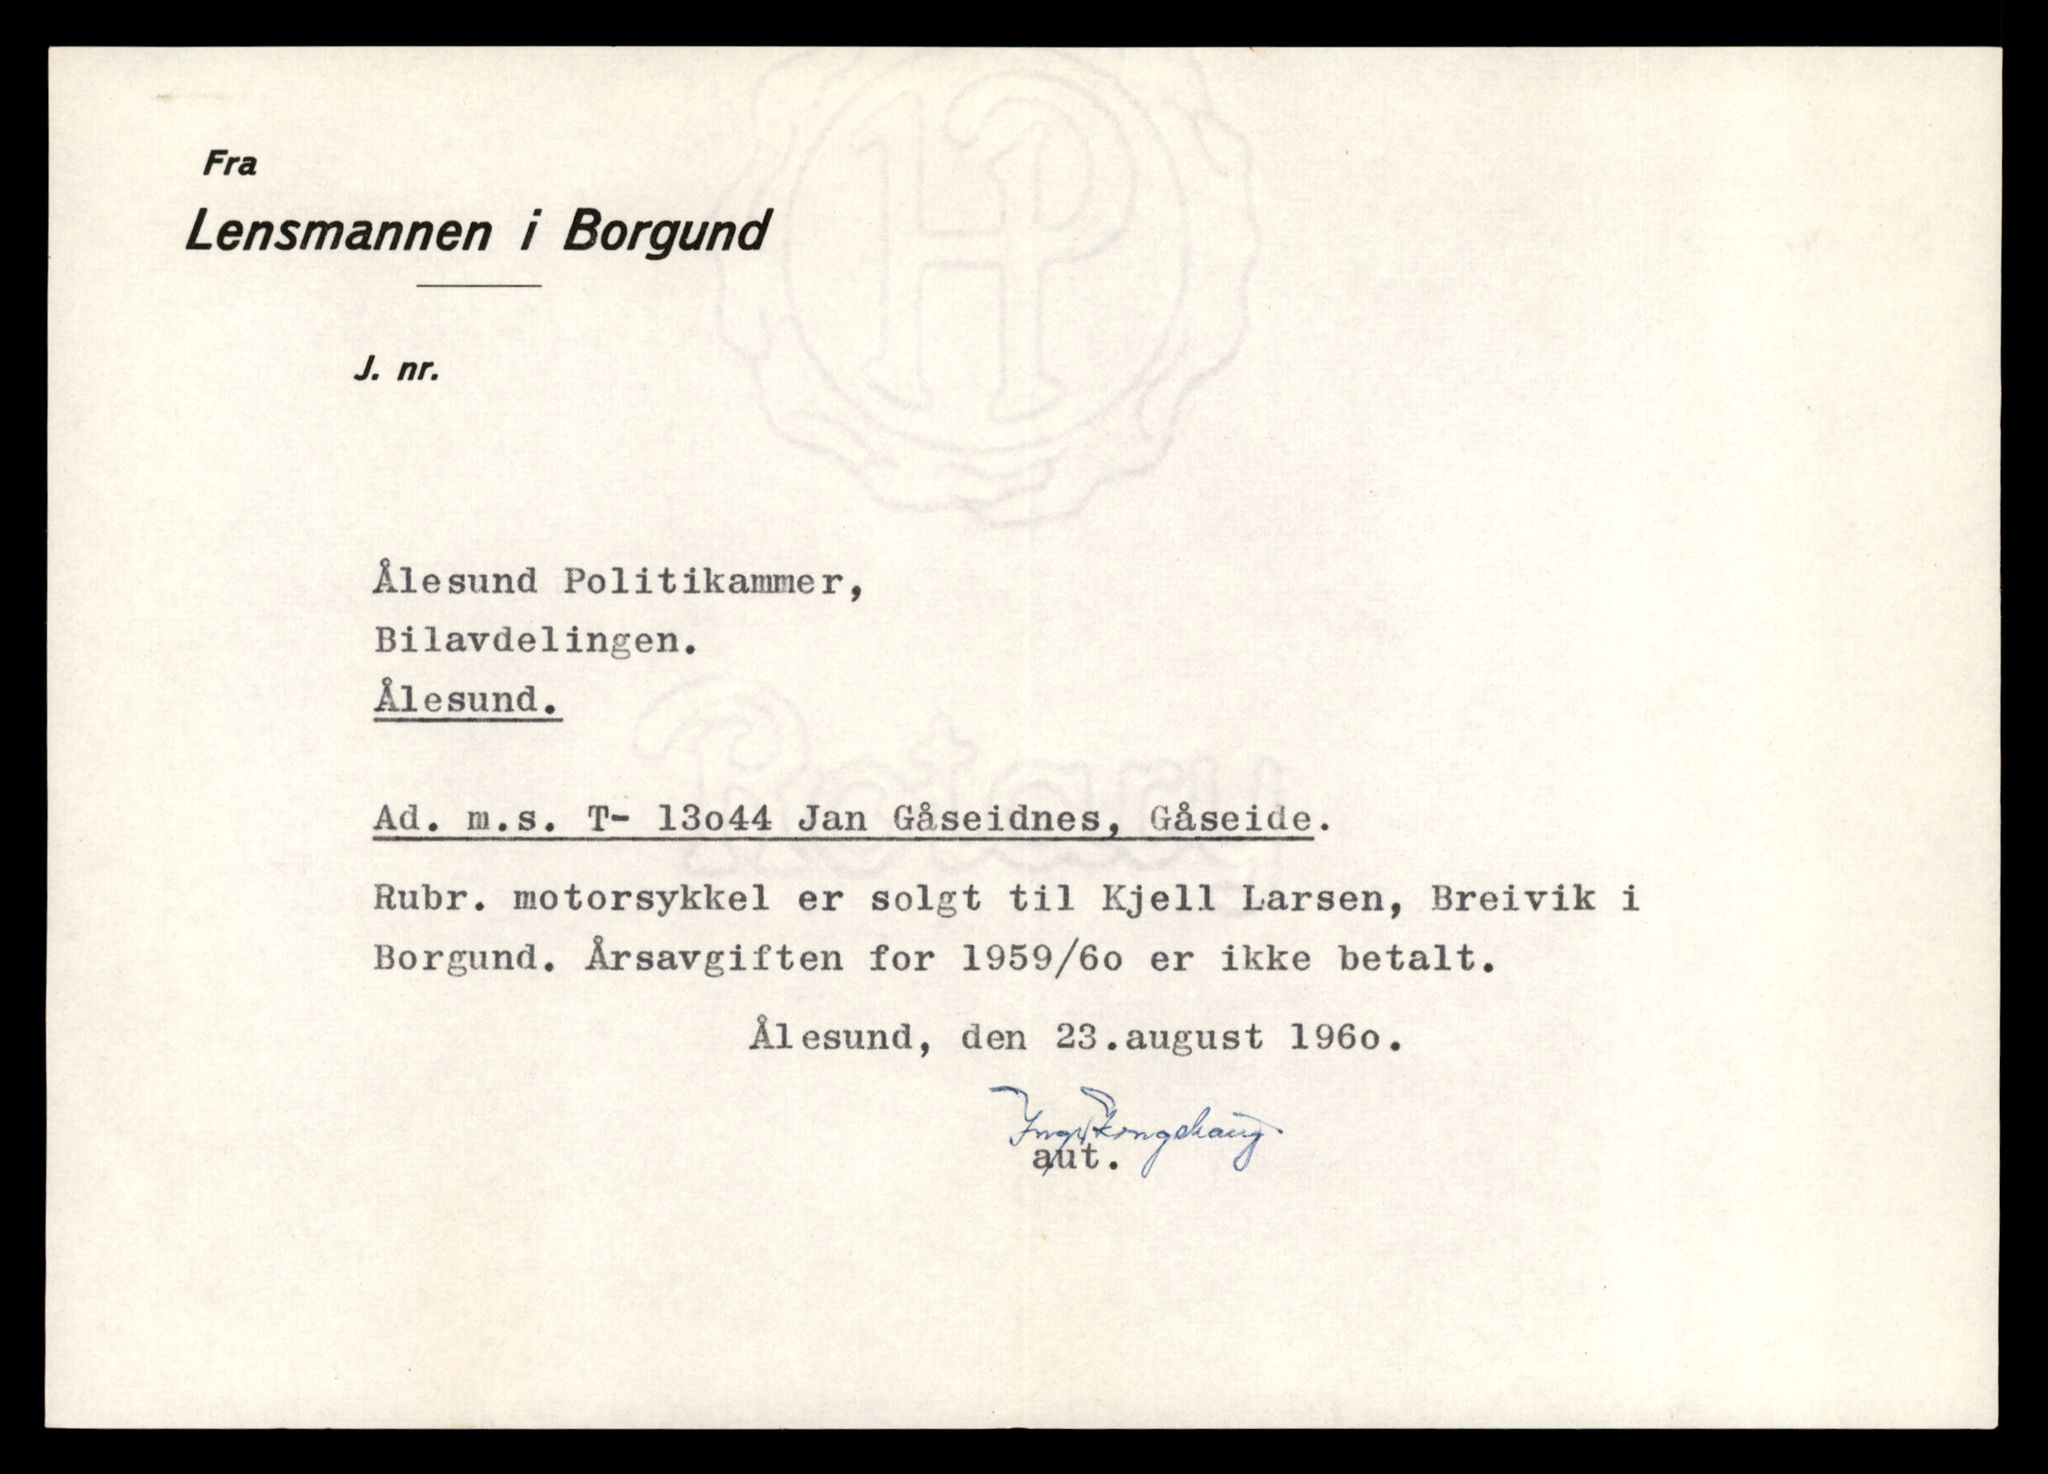 Fra
Lensmannen i Borgund
J. nr.
Ålesund Politikammer,
Bilavdelingen.
Ålesund.
Ad. m.s. T- 13o44 Jan Gåseidnes, Gåseide.
Rubr. motorsykkel er solgt til Kjell Larsen, Breivik i
Borgund. Årsavgiften for 1959/6o er ikke betalt.
Ålesund, den 23.august 196o.
aut.